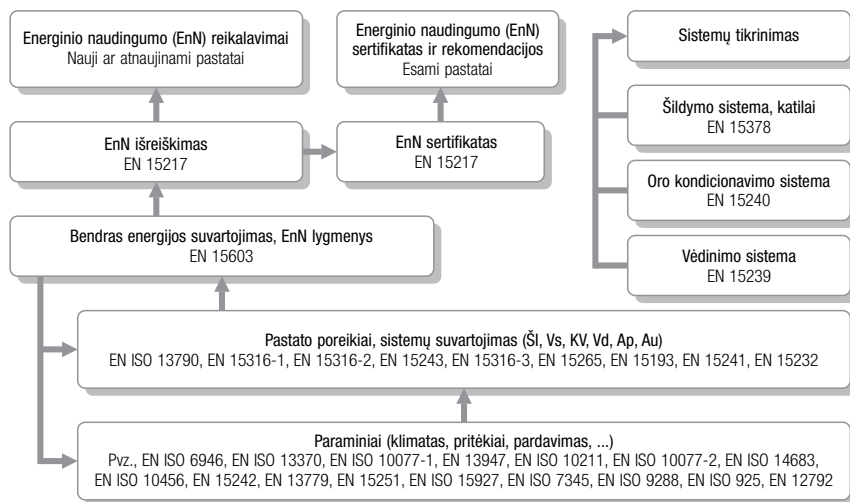 Energinio naudingumo (EnN) reikalavimai
Nauji ar atnaujinami pastatai
Energinio naudingumo (EnN)
sertifikatas ir rekomendacijos
Esami pastatai
Sistemų tikrinimas
EnN išreiškimas
EN 15217
EnN sertifikatas
EN 15217
Šildymo sistema, katilai
EN 15378
Oro kondicionavimo sistema
EN 15240
Bendras energijos suvartojimas, EnN lygmenys
EN 15603
Vėdinimo sistema
EN 15239
Pastato poreikiai, sistemų suvartojimas (Šl, Vs, KV, Vd, Ap, Au)
EN ISO 13790, EN 15316-1, EN 15316-2, EN 15243, EN 15316-3, EN 15265, EN 15193, EN 15241, EN 15232
Paraminiai (klimatas, pritėkiai, pardavimas, ...)
Pvz., EN ISO 6946, EN ISO 13370, EN ISO 10077-1, EN 13947, EN ISO 10211, EN ISO 10077-2, EN ISO 14683,
EN ISO 10456, EN 15242, EN 13779, EN 15251, EN ISO 15927, EN ISO 7345, EN ISO 9288, EN ISO 925, EN 12792